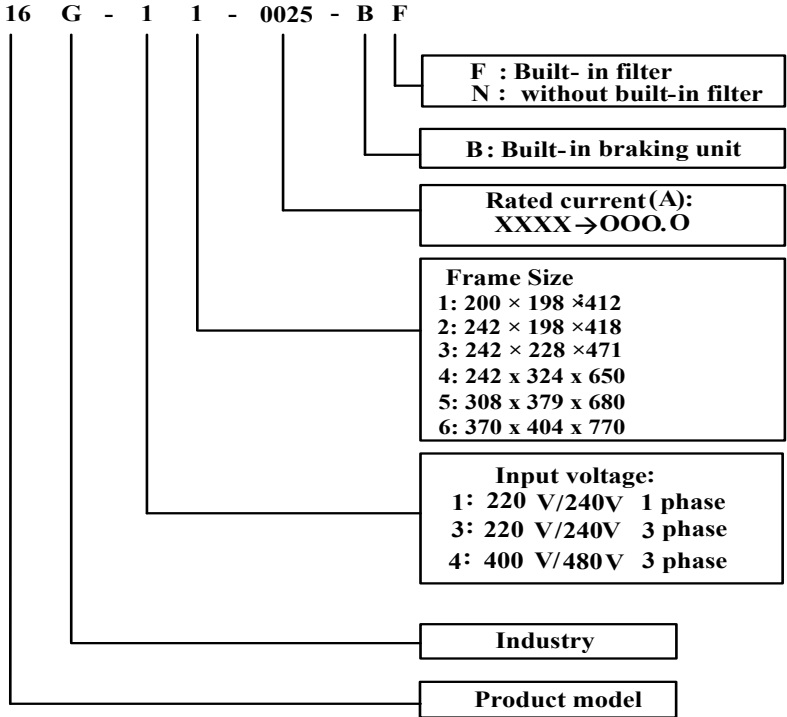 16 G - 1 1 - 0025 - B F
F : Built- in filter
N : without built-in filter
B: Built-in braking unit
Rated current(A):
XXXX→OOO.O
Frame Size
1: 200 × 198 ×412
2: 242 × 198 ×418
3: 242 × 228 ×471
4: 242 x 324 x 650
5: 308 x 379 x 680
6: 370 x 404 x 770
Input voltage:
1: 220 V/240V 1 phase
3: 220 V/240V 3 phase
4: 400 V/480V 3 phase
Industry
Product model